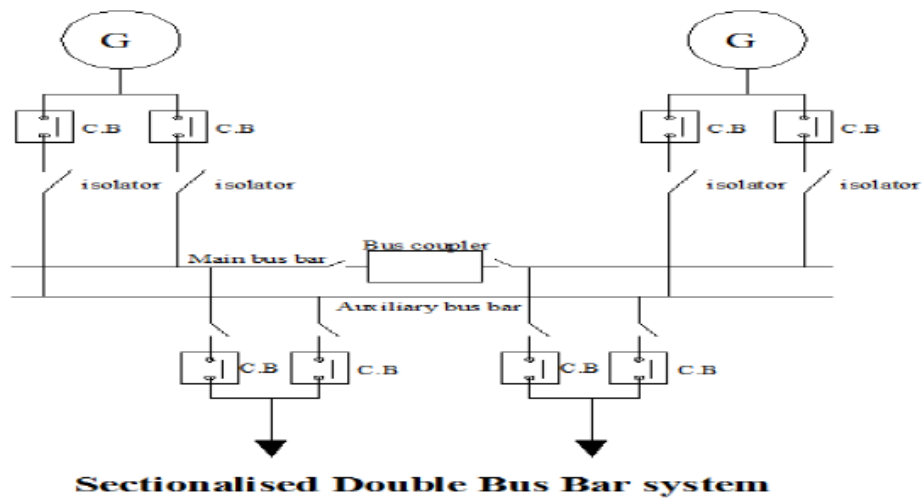 G G
C.B C.B C.B C.B
isolator isolator isolator isolator
Main bus bar Bus coupler
Auxiliary bus bar
C.B C.B C.B C.B
Sectionalised Double Bus Bar system